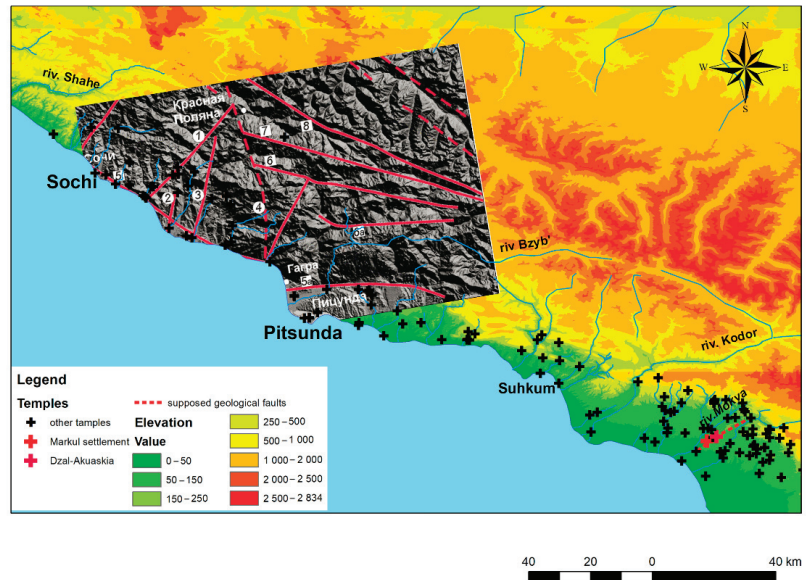 N
W
E
S
riv. Shahe
Красная
Поляна
1
7
8
6
Sochi
2
3
4
riv Bzyb'
Гагра
Пицунда
Pitsunda
riv. Kodor
Suhkum
riv.Mokva
Legend
Temples
other tamples
Markul settlement
Dzal-Akuaskia
supposed geological faults
Elevation
Value
0–50
50–150
150–250
250–500
500–1 000
1 000–2 000
2 000–2 500
2 500–2 834
40 20 0 40 km